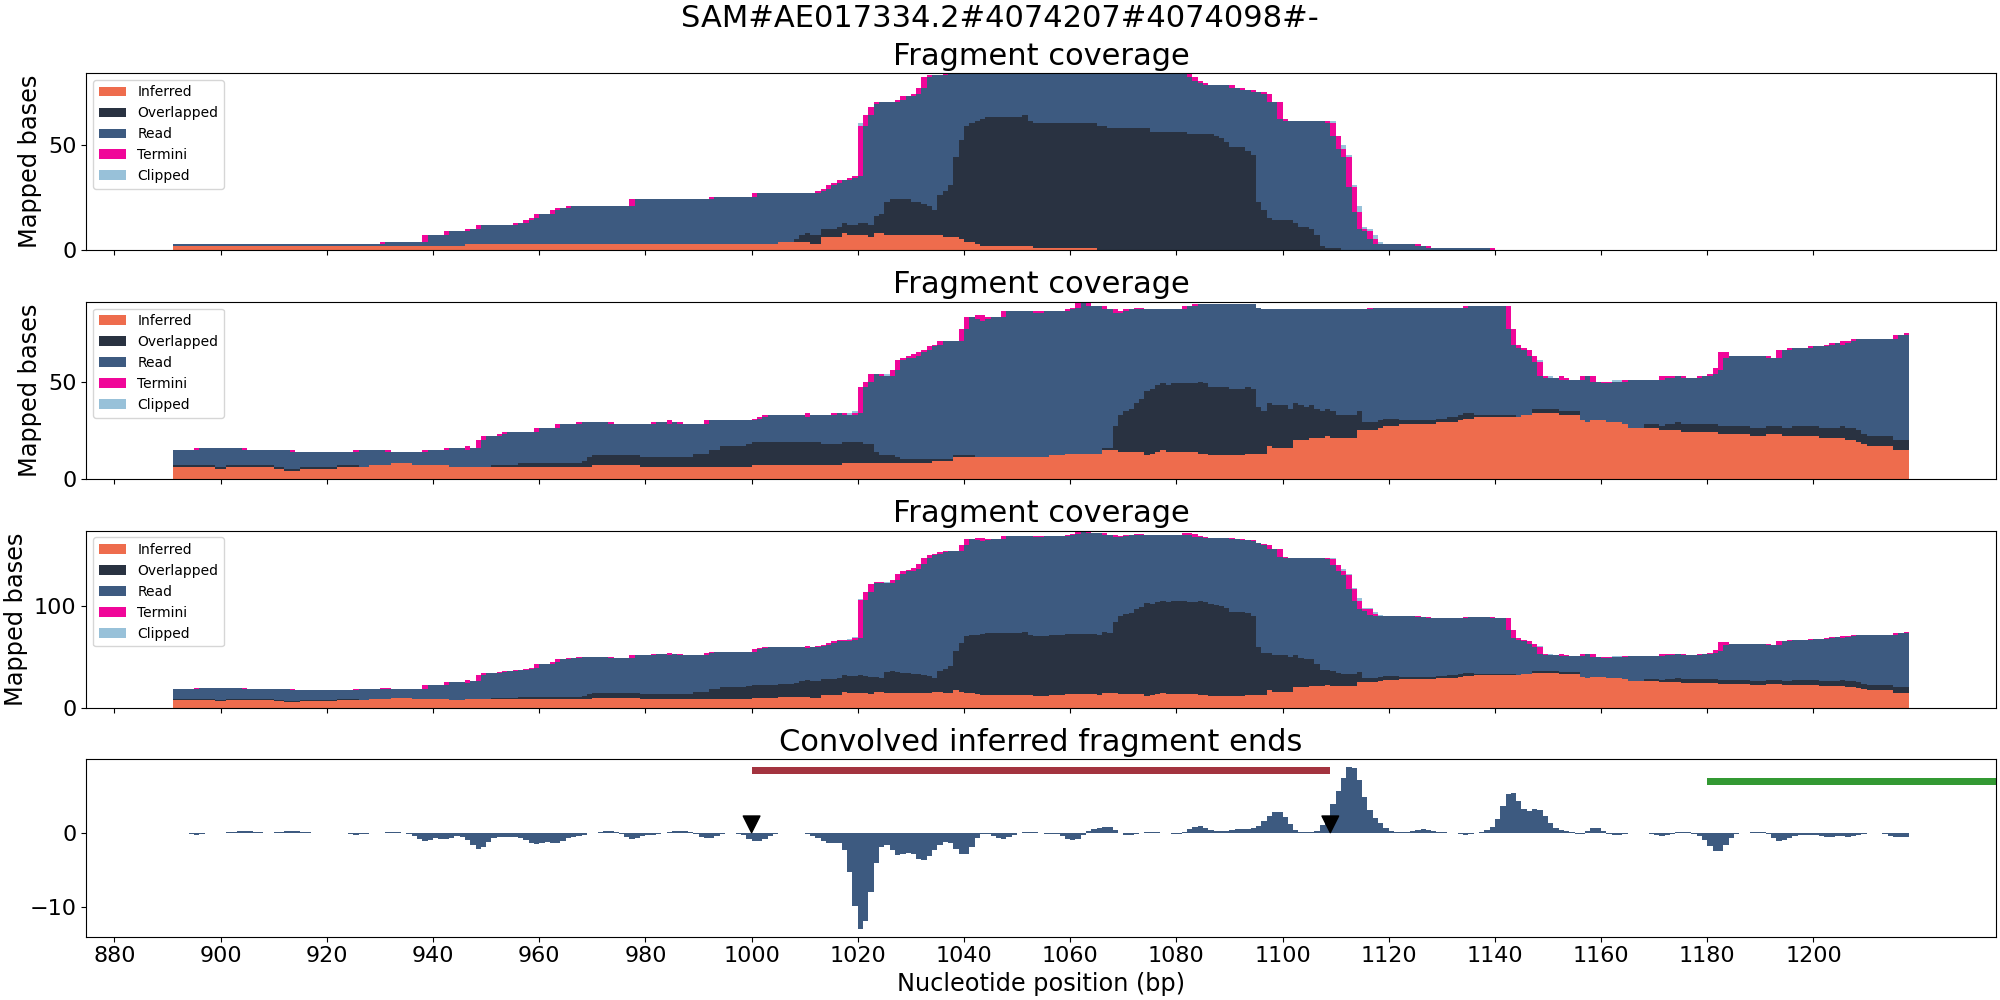 SAM#AE017334.2#4074207#4074098#-
Fragment coverage
Mapped bases
50
0
Inferred
Overlapped
Read
Termini
Clipped
Fragment coverage
Mapped bases
50
0
Inferred
Overlapped
Read
Termini
Clipped
Fragment coverage
Mapped bases
100
0
Inferred
Overlapped
Read
Termini
Clipped
Convolved inferred fragment ends
0
−10
880 900 920 940 960 980 1000 1020 1040 1060 1080 1100 1120 1140 1160 1180 1200
Nucleotide position (bp)